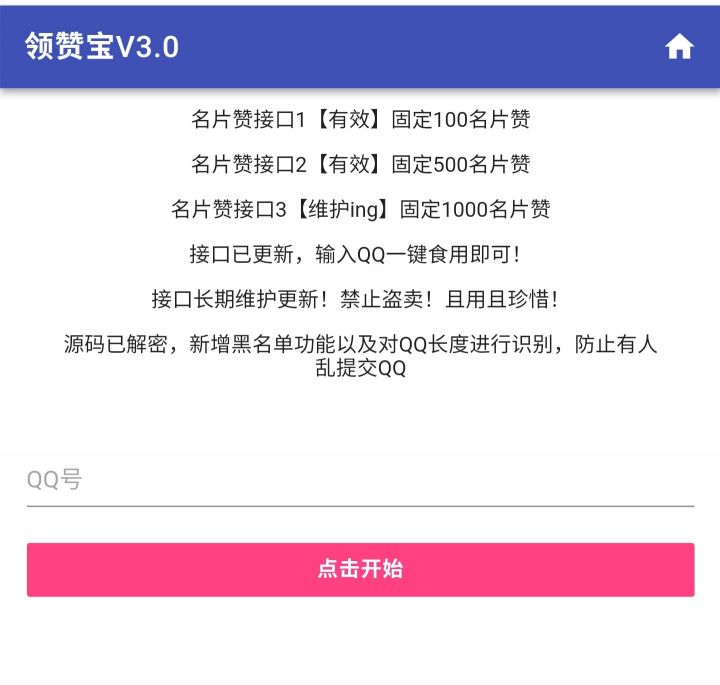 领赞宝V3.0
名片赞接口1【有效】固定100名片赞
名片赞接口2【有效】固定500名片赞
名片赞接口3【维护ing】固定1000名片赞
接口已更新，输入QQ一键食用即可！
接口长期维护更新！禁止盗卖！且用且珍惜！
源码已解密，新增黑名单功能以及对QQ长度进行识别，防止有人
乱提交QQ
QQ号
点击开始